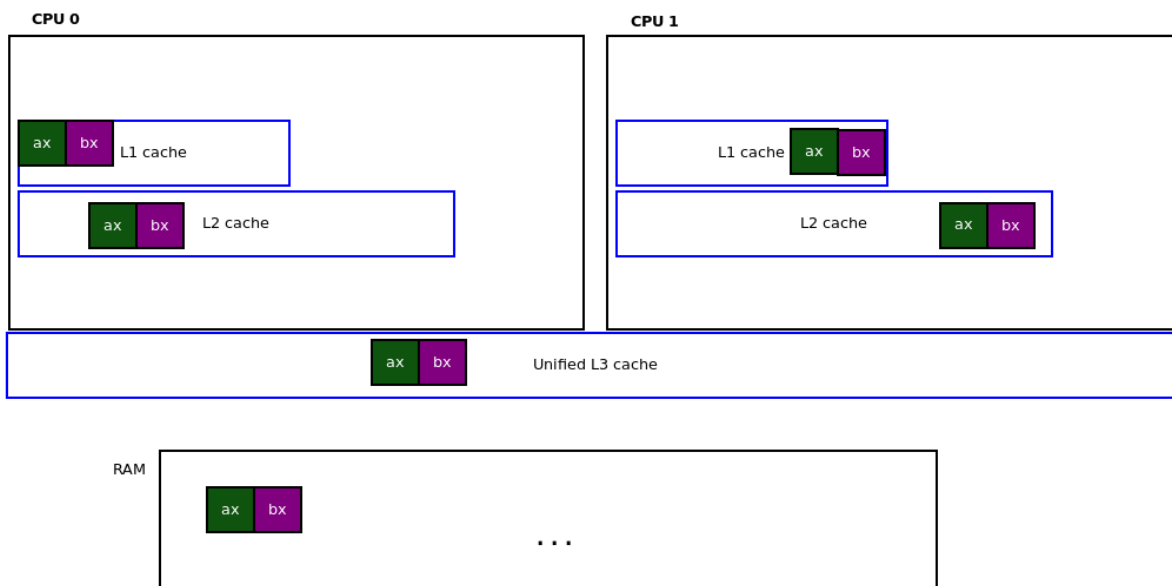 CPU 0
CPU 1
ax bx L1 cache
L1 cache ax bx
ax bx L2 cache
L2 cache ax bx
ax bx Unified L3 cache
RAM
ax bx
...